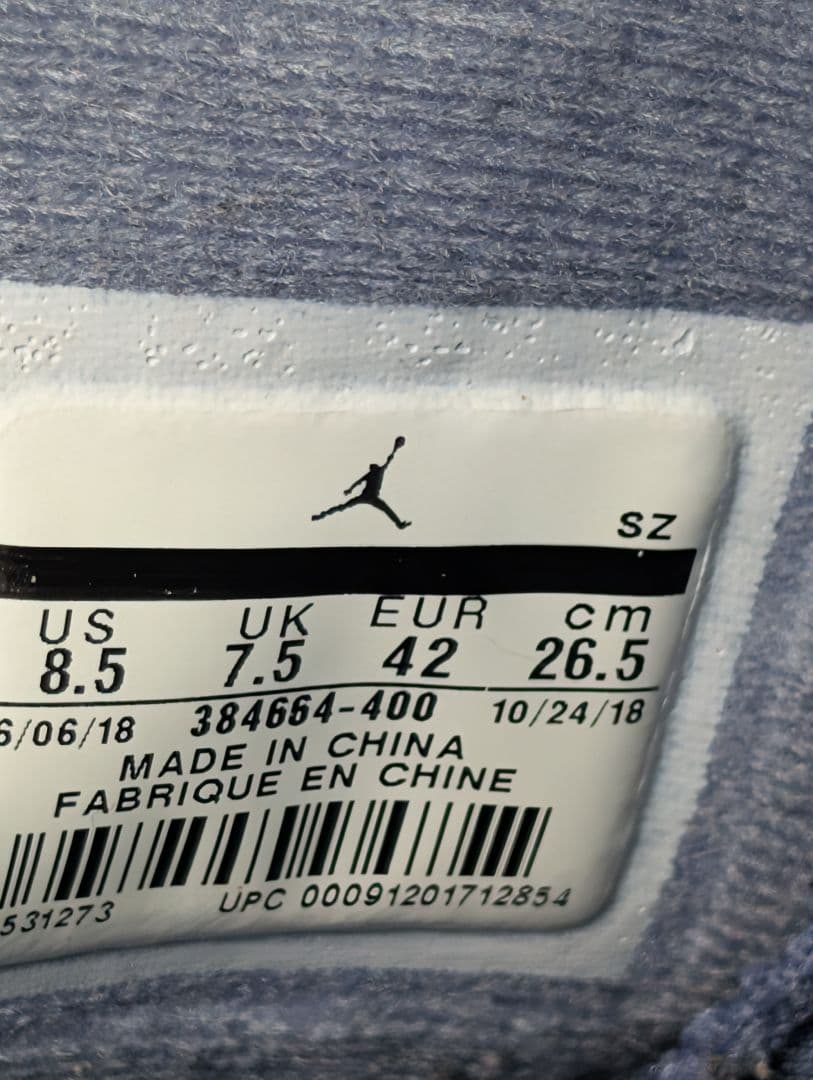 SZ
US UK EUR cm
8.5 7.5 42 26.5
6/06/18 384664-400 10/24/18
MADE IN CHINA
FABRIQUE EN CHINE
531273 UPC 00091201712854